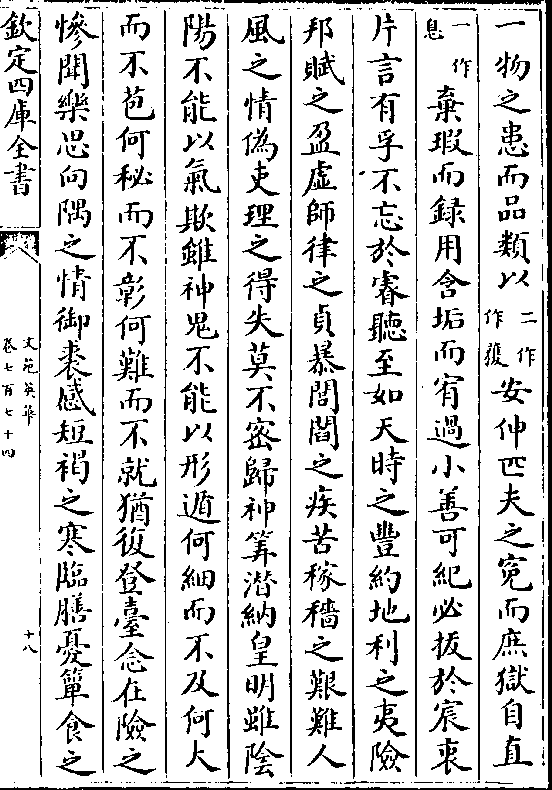 一物之患而品類以二作作獲安伸匹夫之寃而庶獄自直
一作息棄瑕而録用含垢而宥過小善可紀必拔於宸衷
片言有孚不忘於睿聽至如天時之豐約地利之夷險
邦賦之盈虛師律之貞暴閭閻之疾苦稼穡之艱難人
風之情偽吏理之得失莫不密歸神筭潛納皇明雖陰
陽不能以氣欺雖神鬼不能以形遁何細而不及何大
而不苞何秘而不彰何難而不就猶復登臺念在險之
慘聞樂思向隅之情御裘感短褐之寒臨膳憂簞食之
欽定四庫全書
文苑英華
卷七百七十四
十八